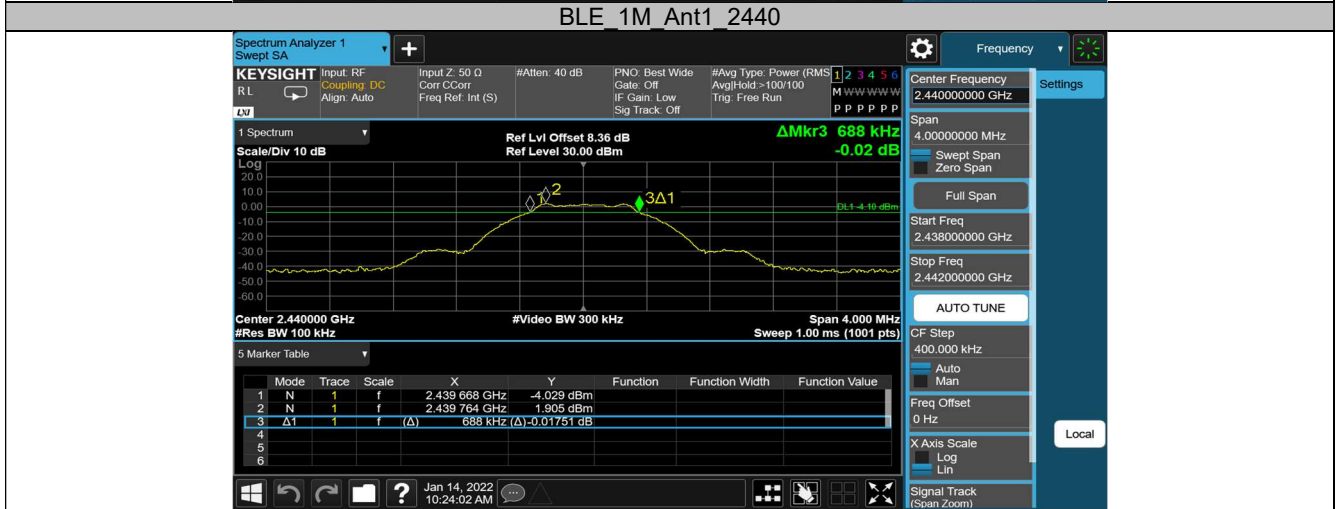 BLE_1M_Ant1_2440
Spectrum Analyzer 1
Swept SA
+
Frequency
KEYSIGHT
RL
LXI
Input: RF
Coupling: DC
Align: Auto
Input Z: 50 Ω
Corr CCorr
Freq Ref: Int (S)
#Atten: 40 dB
PNO: Best Wide
Gate: Off
IF Gain: Low
Sig Track: Off
#Avg Type: Power (RMS
Avg|Hold:>100/100
Trig: Free Run
1 2 3 4 5 6
M W W W W W
P P P P P P
1 Spectrum
Scale/Div 10 dB
Ref Lvl Offset 8.36 dB
Ref Level 30.00 dBm
ΔMkr3 688 kHz
-0.02 dB
Log
20.0
10.0
0.00
-10.0
-20.0
-30.0
-40.0
-50.0
-60.0
1
2
3Δ1
DL1 -4.10 dBm
Center 2.440000 GHz
#Res BW 100 kHz
#Video BW 300 kHz
Span 4.000 MHz
Sweep 1.00 ms (1001 pts)
5 Marker Table
Mode Trace Scale X Y Function Function Width Function Value
1 N 1 f 2.439 668 GHz -4.029 dBm
2 N 1 f 2.439 764 GHz 1.905 dBm
3 Δ1 1 f (Δ) 688 kHz (Δ) -0.01751 dB
4
5
6
Center Frequency
2.440000000 GHz
Settings
Span
4.00000000 MHz
Swept Span
Zero Span
Full Span
Start Freq
2.438000000 GHz
Stop Freq
2.442000000 GHz
AUTO TUNE
CF Step
400.000 kHz
Auto
Man
Freq Offset
0 Hz
X Axis Scale
Log
Lin
Local
Signal Track
(Span Zoom)
?
Jan 14, 2022
10:24:02 AM